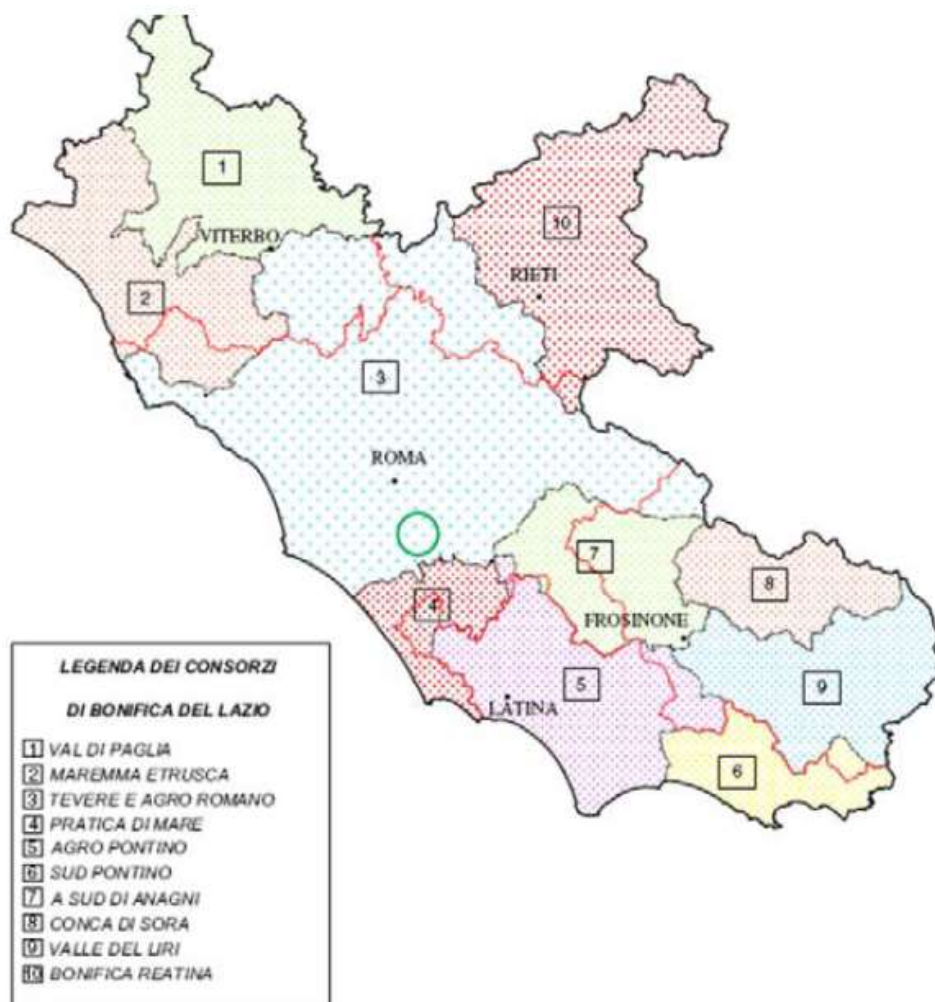 1
VITERBO
10
RIETI
2
3
ROMA
7
8
4
FROSINONE
5
9
LATINA
6
LEGENDA DEI CONSORZI
DI BONIFICA DEL LAZIO
1 VAL DI PAGLIA
2 MAREMMA ETRUSCA
3 TEVERE E AGRO ROMANO
4 PRATICA DI MARE
5 AGRO PONTINO
6 SUD PONTINO
7 A SUD DI ANAGNI
8 CONCA DI SORA
9 VALLE DEL LIRI
10 BONIFICA REATINA